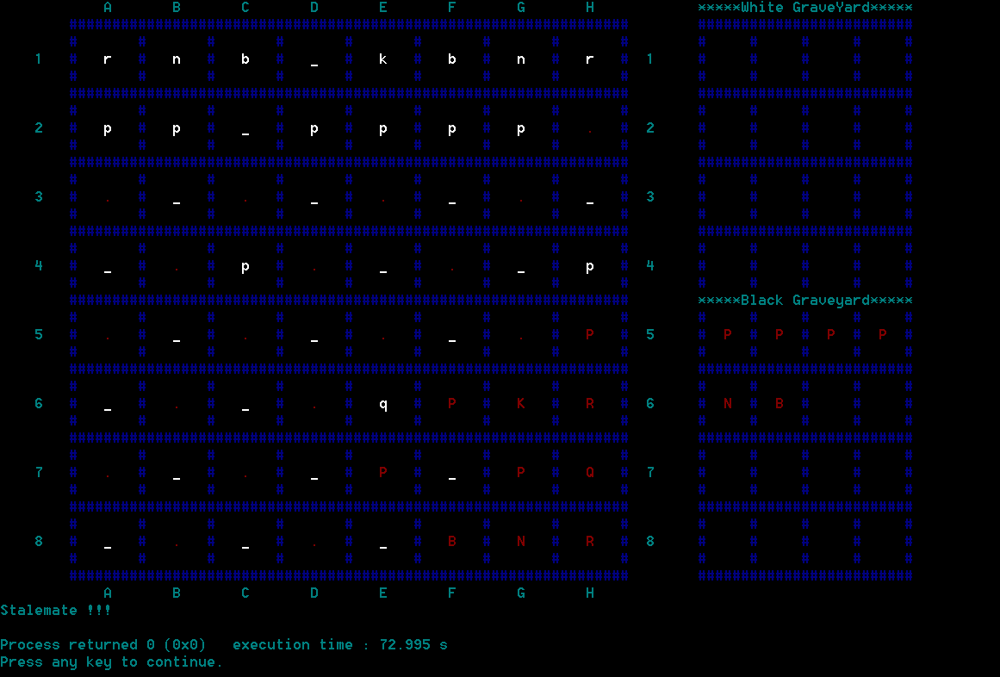 A B C D E F G H *****White GraveYard*****
1 r n b _ k b n r 1
2 p p _ p p p p . 2
3 . _ . _ . _ . _ 3
4 _ . p . _ . _ p 4
*****Black Graveyard*****
5 . _ . _ . _ . P 5 P P P P
6 _ . _ . q P K R 6 N B
7 . _ . _ P _ P Q 7
8 _ . _ . _ B N R 8
A B C D E F G H
Stalemate !!!
Process returned 0 (0x0) execution time : 72.995 s
Press any key to continue.